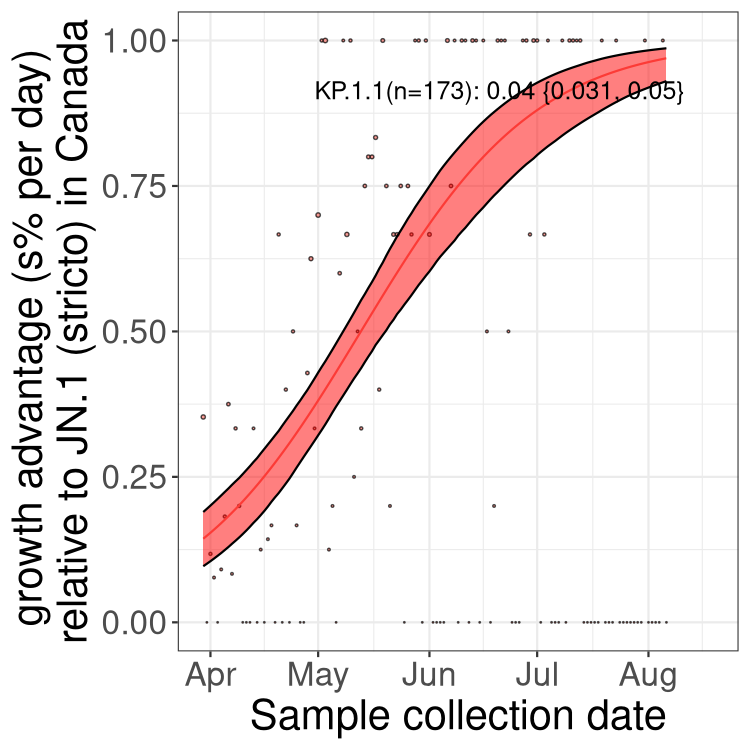 growth advantage (s% per day)
relative to JN.1 (stricto) in Canada
1.00
0.75
0.50
0.25
0.00
KP.1.1(n=173): 0.04 {0.031, 0.05}
Apr May Jun Jul Aug
Sample collection date